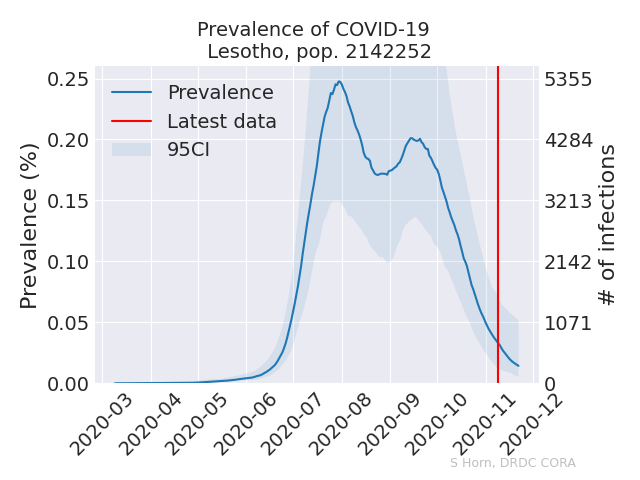 Prevalence of COVID-19
Lesotho, pop. 2142252
Prevalence (%)
0.25
0.20
0.15
0.10
0.05
0.00
Prevalence
Latest data
95CI
5355
4284
3213
2142
1071
0
# of infections
2020-03
2020-04
2020-05
2020-06
2020-07
2020-08
2020-09
2020-10
2020-11
2020-12
S Horn, DRDC CORA